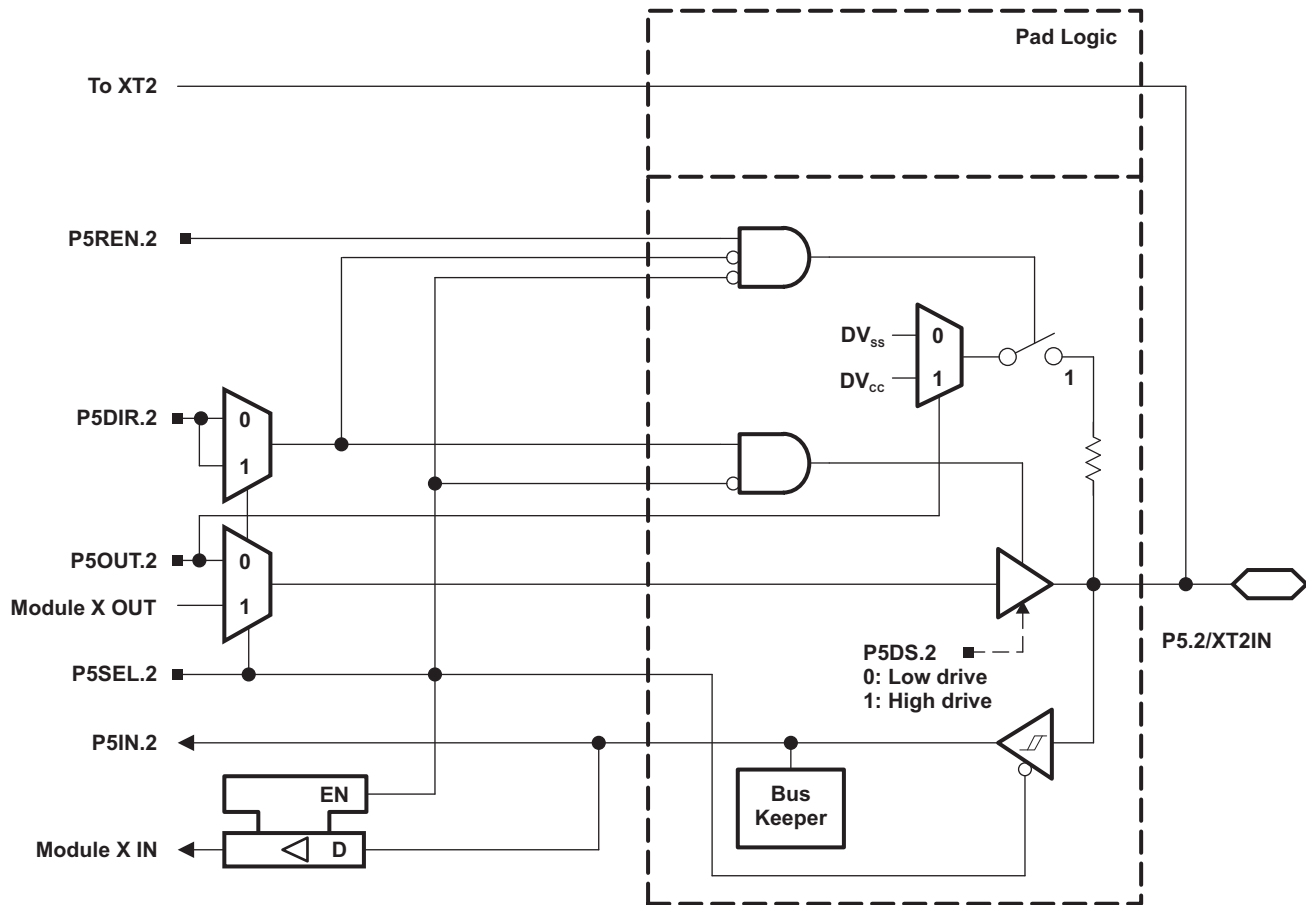 Pad Logic
To XT2
P5REN.2
DVSS
0
DVCC
1
1
P5DIR.2
0
1
P5OUT.2
0
Module X OUT
1
P5DS.2
0: Low drive
1: High drive
P5.2/XT2IN
P5SEL.2
P5IN.2
Bus
Keeper
EN
Module X IN
D